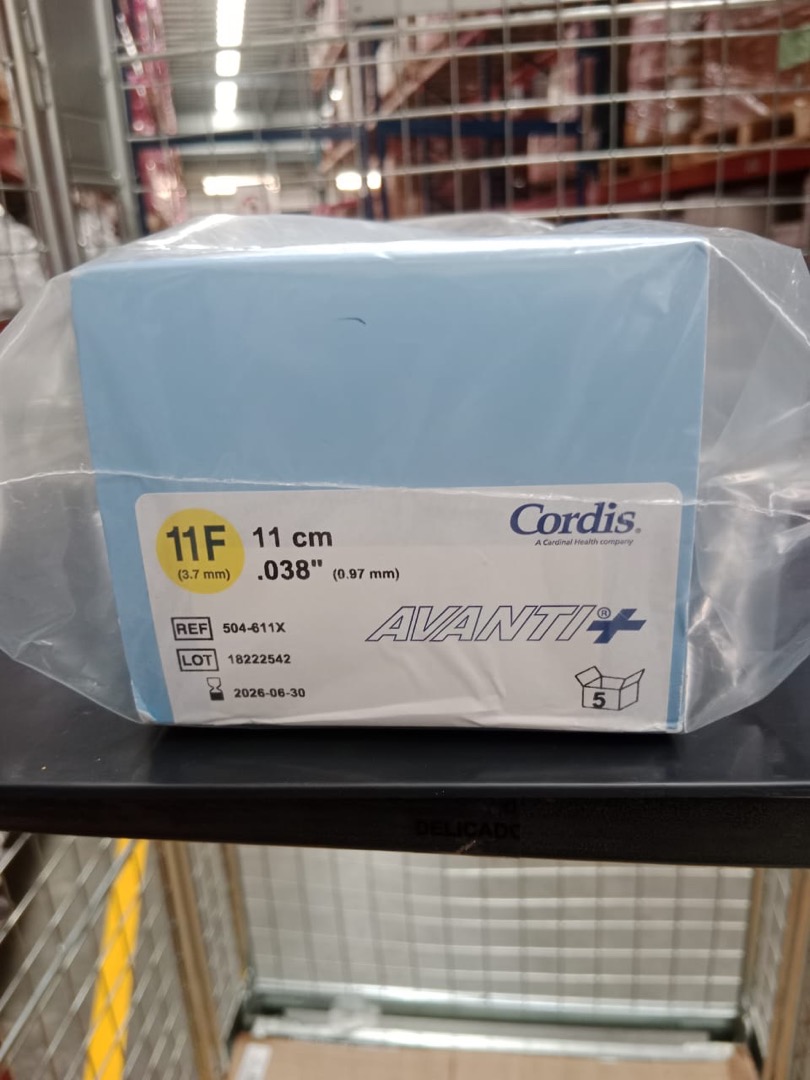 11F
(3.7 mm)
11 cm
.038" (0.97 mm)
Cordis®
A Cardinal Health company
AVANTI®+
REF 504-611X
LOT 18222542
2026-06-30
5
DELICADO